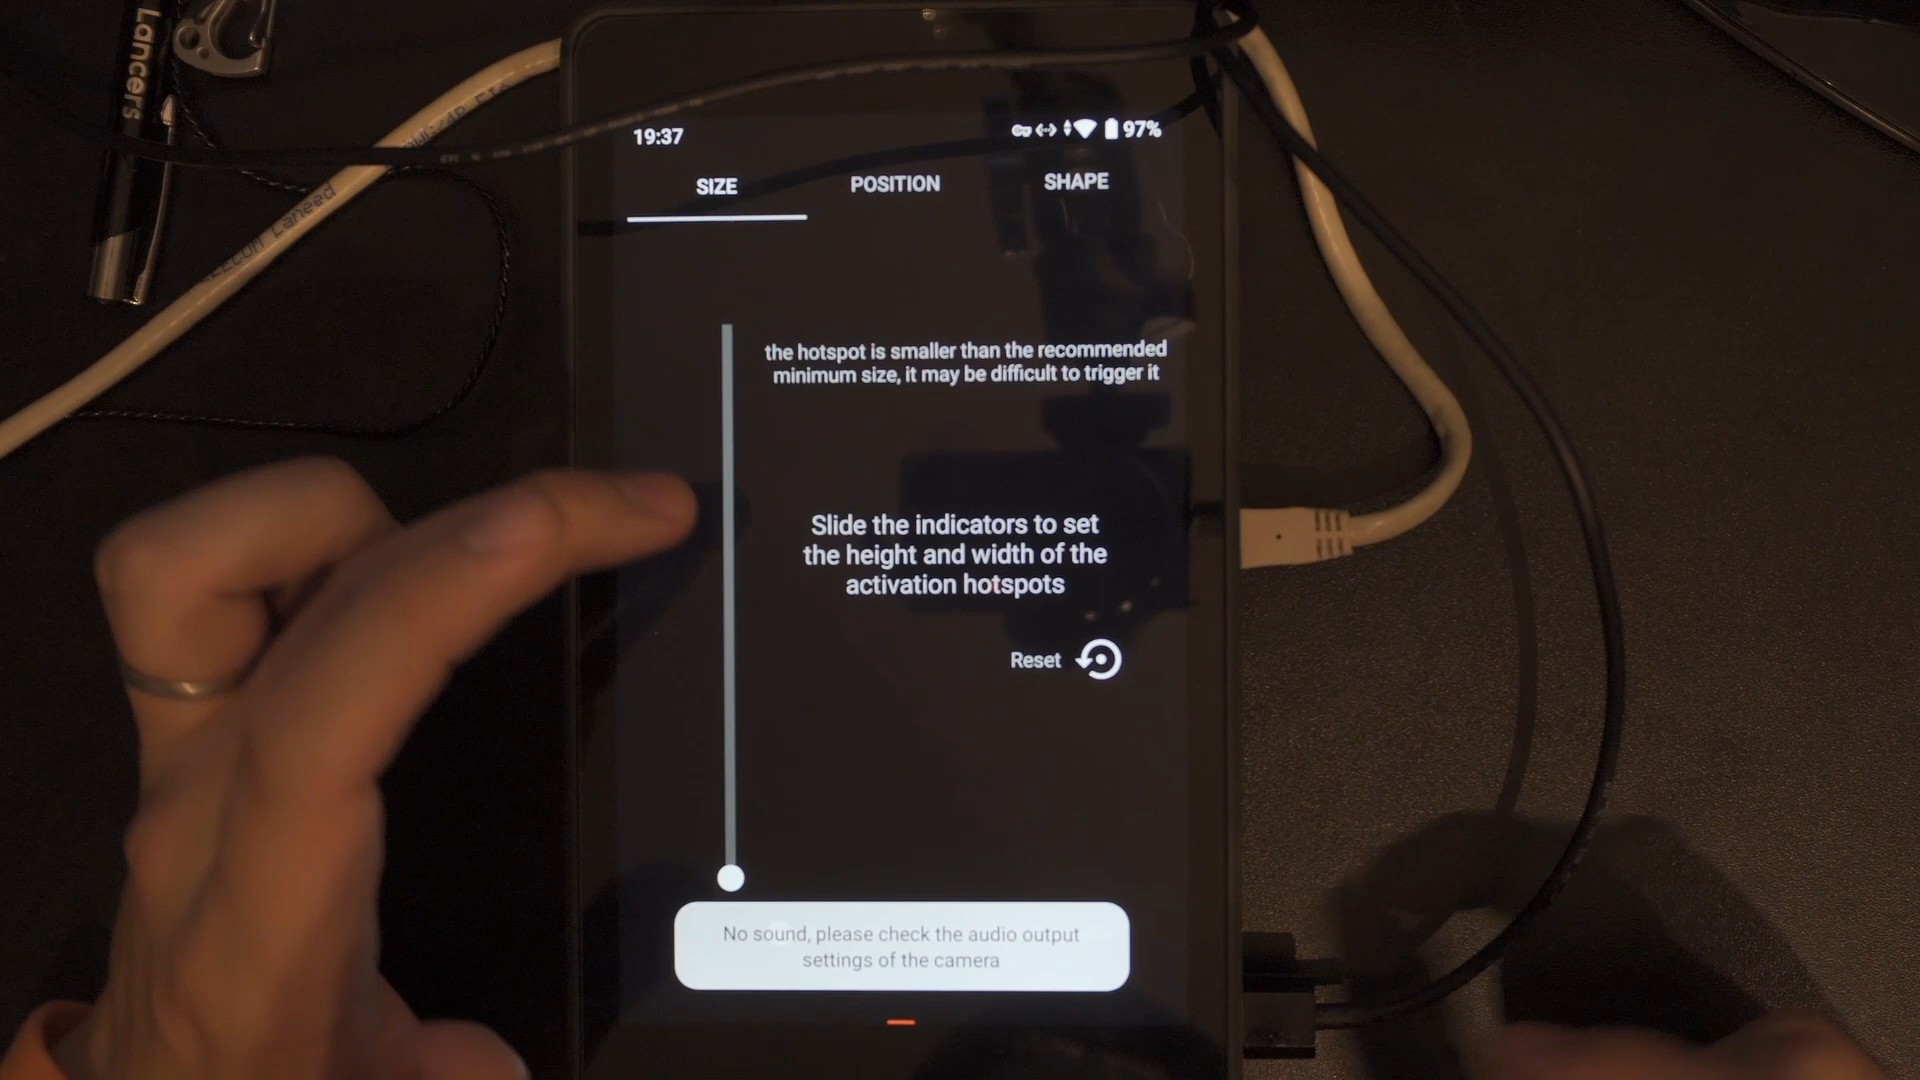 Lancers
ELECOM Laneed
19:37
97%
SIZE
POSITION
SHAPE
the hotspot is smaller than the recommended
minimum size, it may be difficult to trigger it
Slide the indicators to set
the height and width of the
activation hotspots
Reset
No sound, please check the audio output
settings of the camera